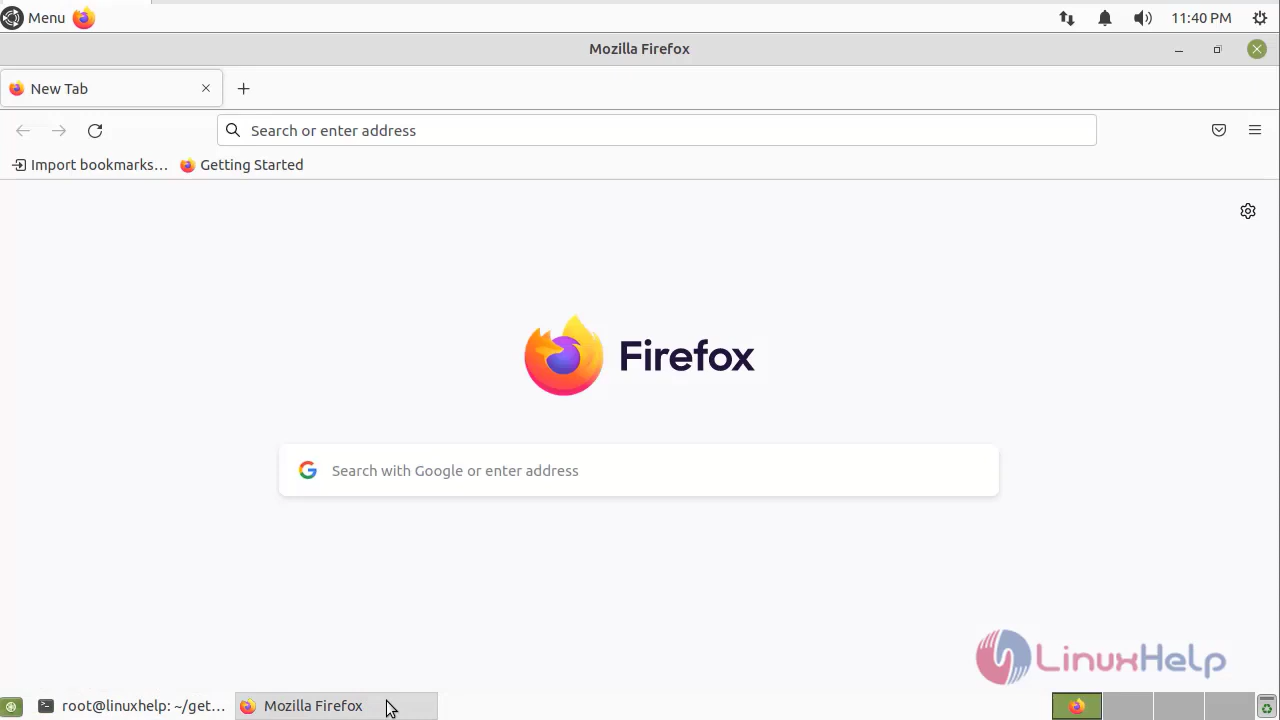 Menu
11:40 PM
Mozilla Firefox
New Tab
Search or enter address
Import bookmarks…
Getting Started
Firefox
Search with Google or enter address
LinuxHelp
root@linuxhelp: ~/get…
Mozilla Firefox